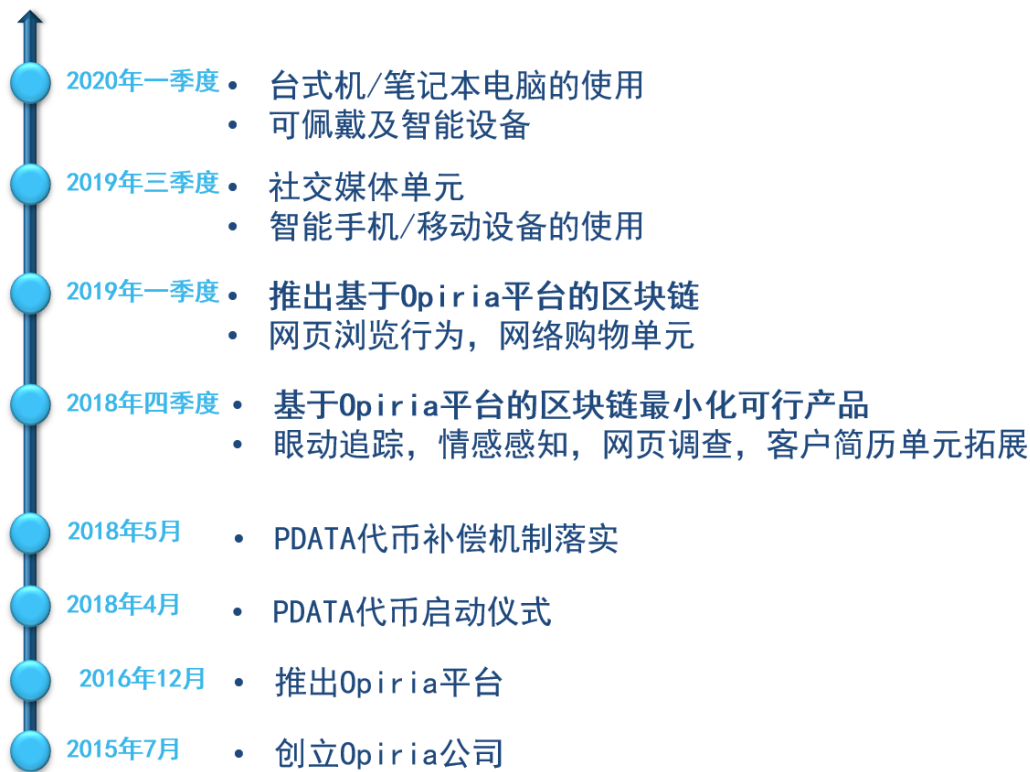 2020年一季度 • 台式机/笔记本电脑的使用
• 可佩戴及智能设备
2019年三季度 • 社交媒体单元
• 智能手机/移动设备的使用
2019年一季度 • 推出基于Opiria平台的区块链
• 网页浏览行为，网络购物单元
2018年四季度 • 基于Opiria平台的区块链最小化可行产品
• 眼动追踪，情感感知，网页调查，客户简历单元拓展
2018年5月 • PDATA代币补偿机制落实
2018年4月 • PDATA代币启动仪式
2016年12月 • 推出Opiria平台
2015年7月 • 创立Opiria公司